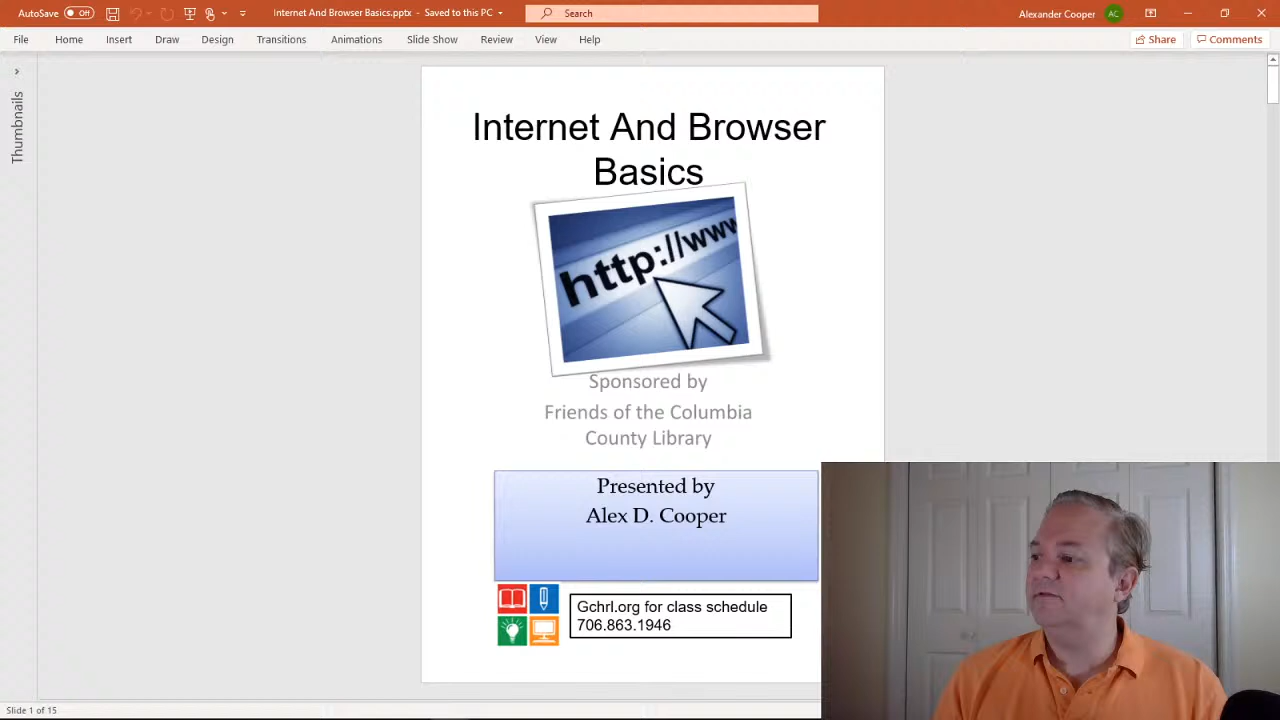 AutoSave Off Internet And Browser Basics.pptx - Saved to this PC Search Alexander Cooper AC
File Home Insert Draw Design Transitions Animations Slide Show Review View Help Share Comments
Thumbnails
Internet And Browser
Basics
http://www
Sponsored by
Friends of the Columbia
County Library
Presented by
Alex D. Cooper
Gchrl.org for class schedule
706.863.1946
Slide 1 of 15